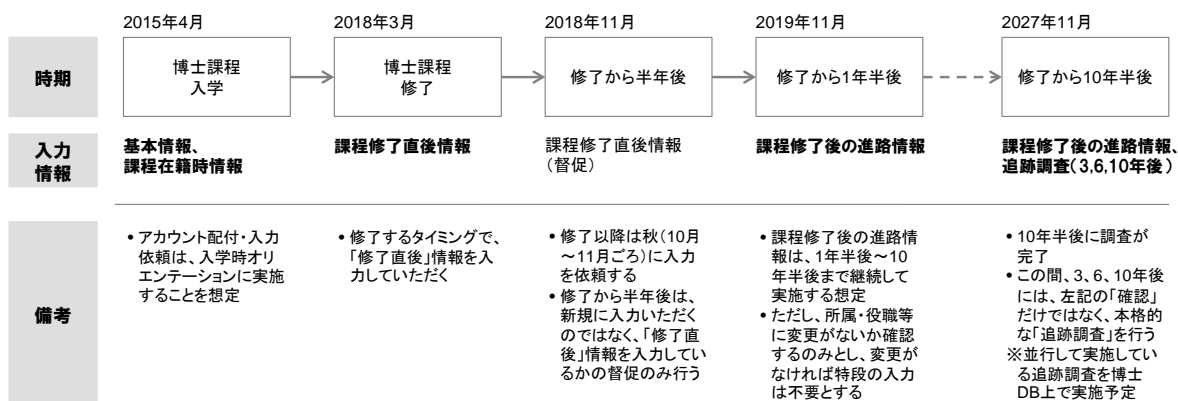 2015年4月
2018年3月
2018年11月
2019年11月
2027年11月
時期
博士課程
入学
博士課程
修了
修了から半年後
修了から1年半後
修了から10年半後
入力
情報
基本情報、
課程在籍時情報
課程修了直後情報
課程修了直後情報
(督促)
課程修了後の進路情報
課程修了後の進路情報、
追跡調査(3,6,10年後)
備考
•アカウント配付・入力
依頼は、入学時オリ
エンテーションに実施
することを想定
•修了するタイミングで、
「修了直後」情報を入
力していただく
•修了以降は秋(10月
～11月ごろ)に入力
を依頼する
•修了から半年後は、
新規に入力いただく
のではなく、「修了直
後」情報を入力してい
るかの督促のみ行う
•課程修了後の進路情
報は、1年半後～10
年半後まで継続して
実施する想定
•ただし、所属・役職等
に変更がないか確認
するのみとし、変更が
なければ特段の入力
は不要とする
•10年半後に調査が
完了
•この間、3、6、10年後
には、左記の「確認」
だけではなく、本格的
な「追跡調査」を行う
※並行して実施してい
る追跡調査を博士
DB上で実施予定